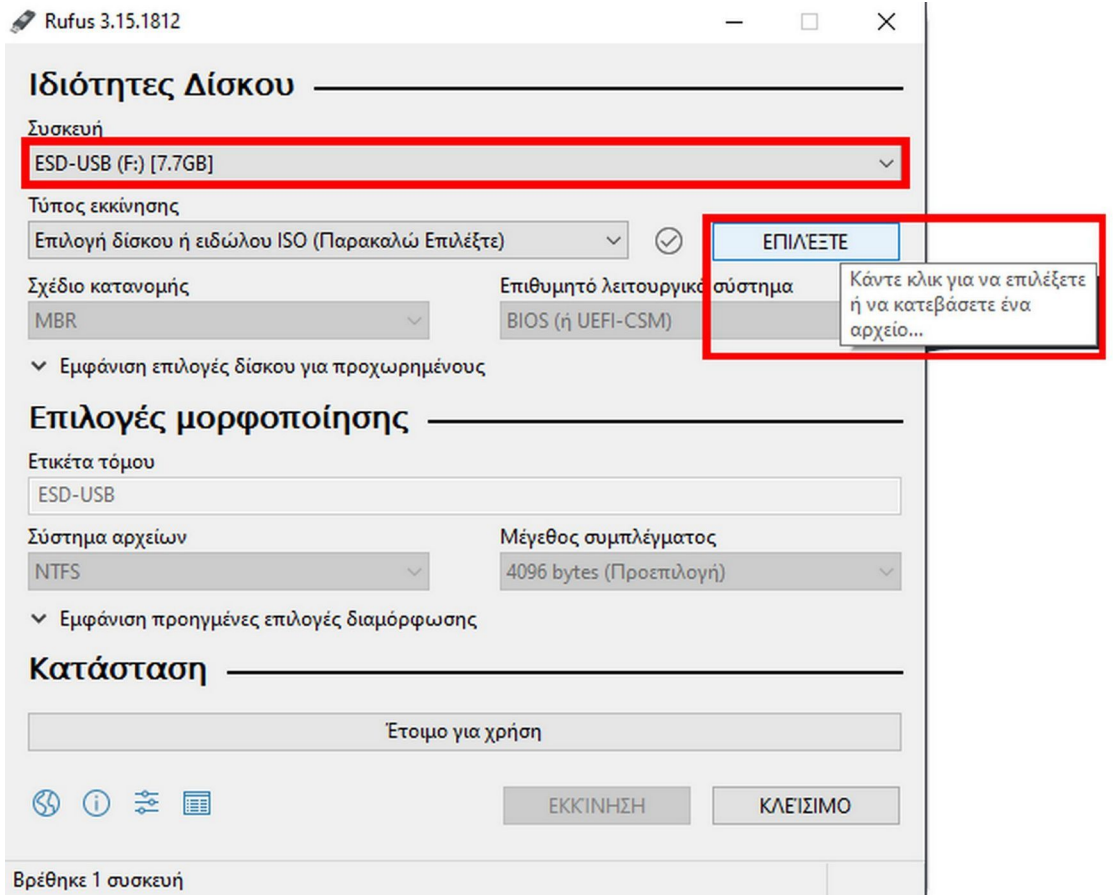 Rufus 3.15.1812
Ιδιότητες Δίσκου
Συσκευή
ESD-USB (F:) [7.7GB]
Τύπος εκκίνησης
Επιλογή δίσκου ή ειδώλου ISO (Παρακαλώ Επιλέξτε)
ΕΠΙΛΈΞΤΕ
Σχέδιο κατανομής
Επιθυμητό λειτουργικό σύστημα
MBR
BIOS (ή UEFI-CSM)
Κάντε κλικ για να επιλέξετε
ή να κατεβάσετε ένα
αρχείο...
Εμφάνιση επιλογές δίσκου για προχωρημένους
Επιλογές μορφοποίησης
Ετικέτα τόμου
ESD-USB
Σύστημα αρχείων
Μέγεθος συμπλέγματος
NTFS
4096 bytes (Προεπιλογή)
Εμφάνιση προηγμένες επιλογές διαμόρφωσης
Κατάσταση
Έτοιμο για χρήση
ΕΚΚΊΝΗΣΗ
ΚΛΕΊΣΙΜΟ
Βρέθηκε 1 συσκευή